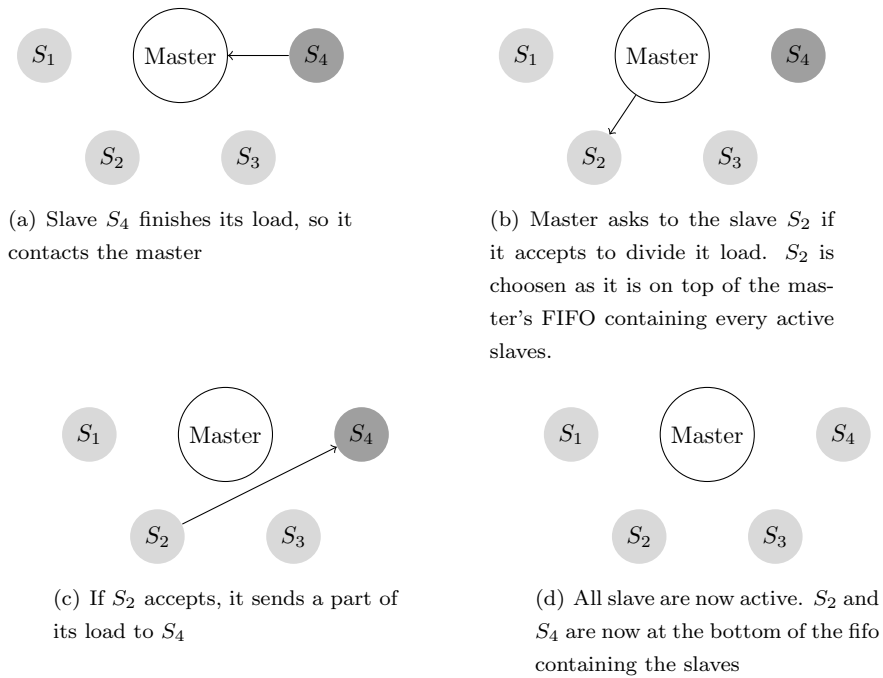 S1 Master S4
S2 S3
(a) Slave S4 finishes its load, so it
contacts the master
S1 Master S4
S2 S3
(b) Master asks to the slave S2 if
it accepts to divide it load. S2 is
choosen as it is on top of the mas-
ter's FIFO containing every active
slaves.
S1 Master S4
S2 S3
(c) If S2 accepts, it sends a part of
its load to S4
S1 Master S4
S2 S3
(d) All slave are now active. S2 and
S4 are now at the bottom of the fifo
containing the slaves